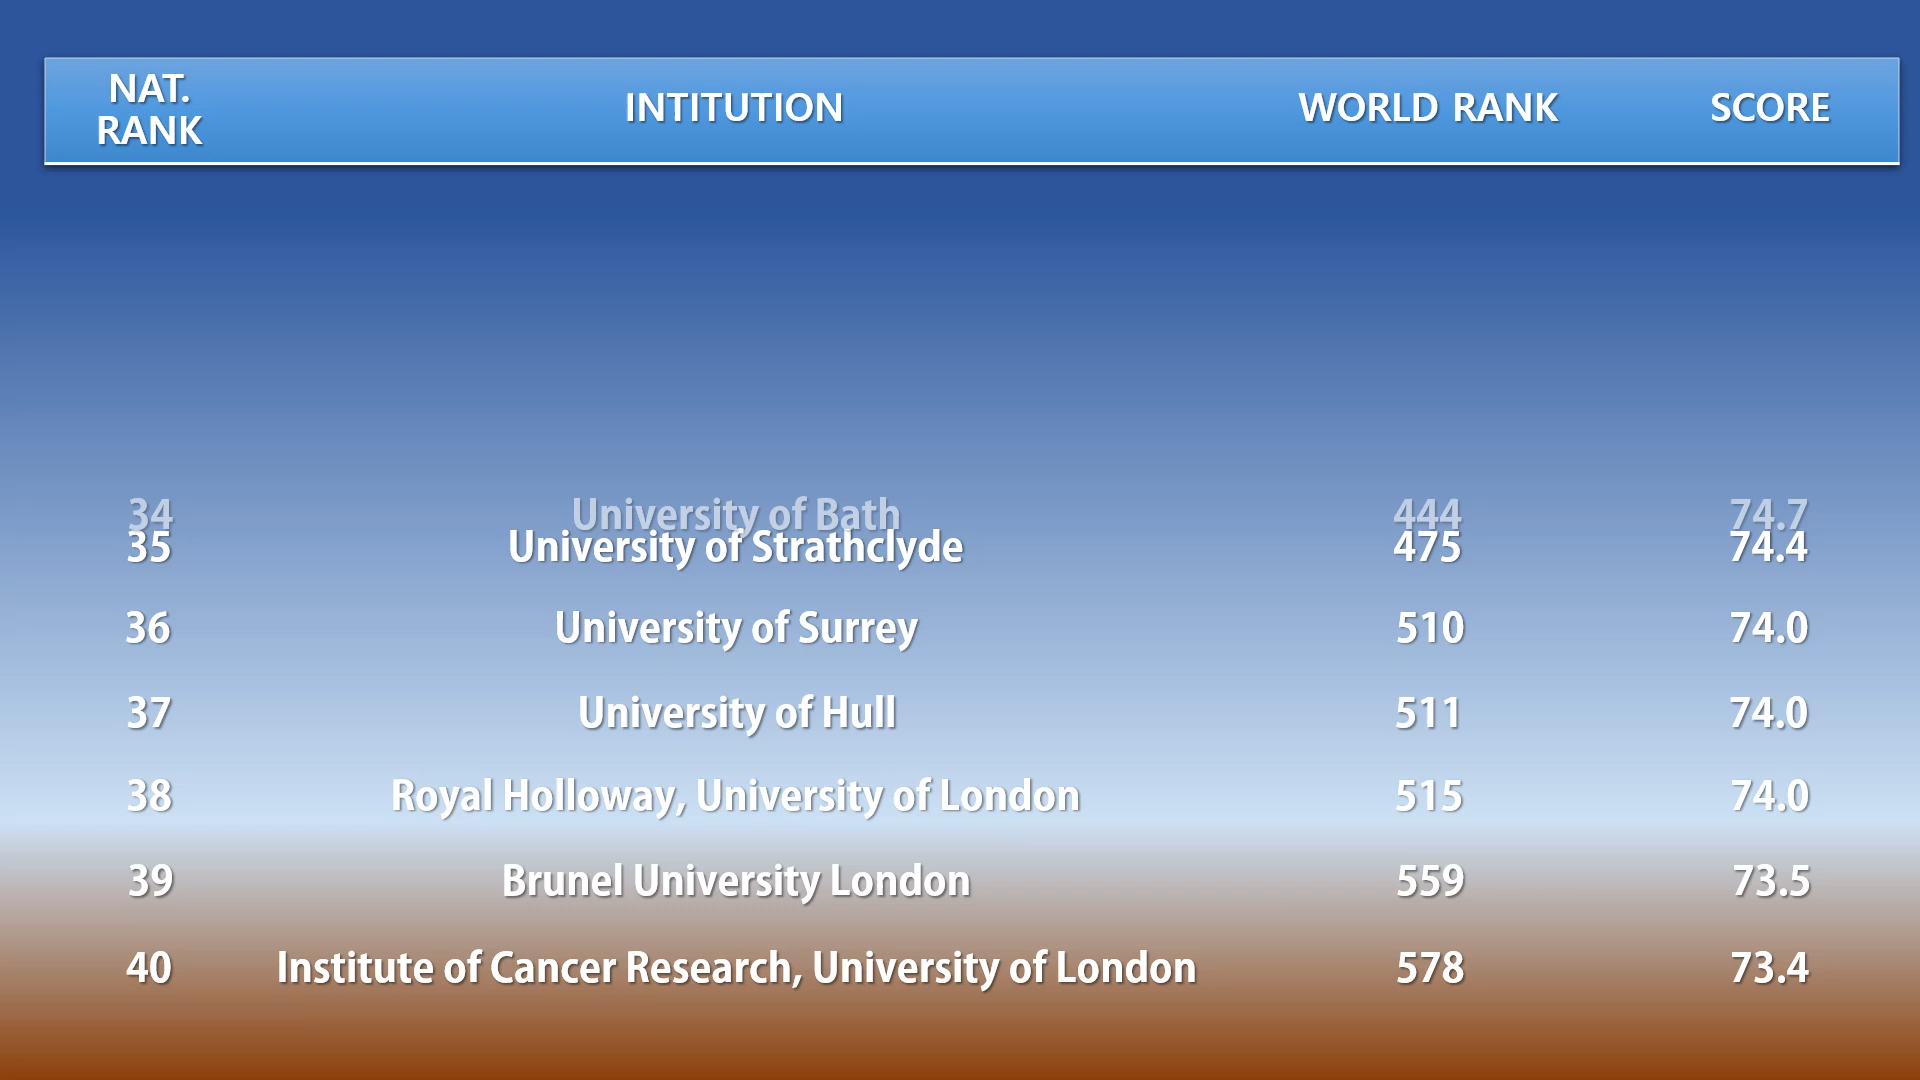 NAT. RANK INTITUTION WORLD RANK SCORE
34 University of Bath 444 74.7
35 University of Strathclyde 475 74.4
36 University of Surrey 510 74.0
37 University of Hull 511 74.0
38 Royal Holloway, University of London 515 74.0
39 Brunel University London 559 73.5
40 Institute of Cancer Research, University of London 578 73.4